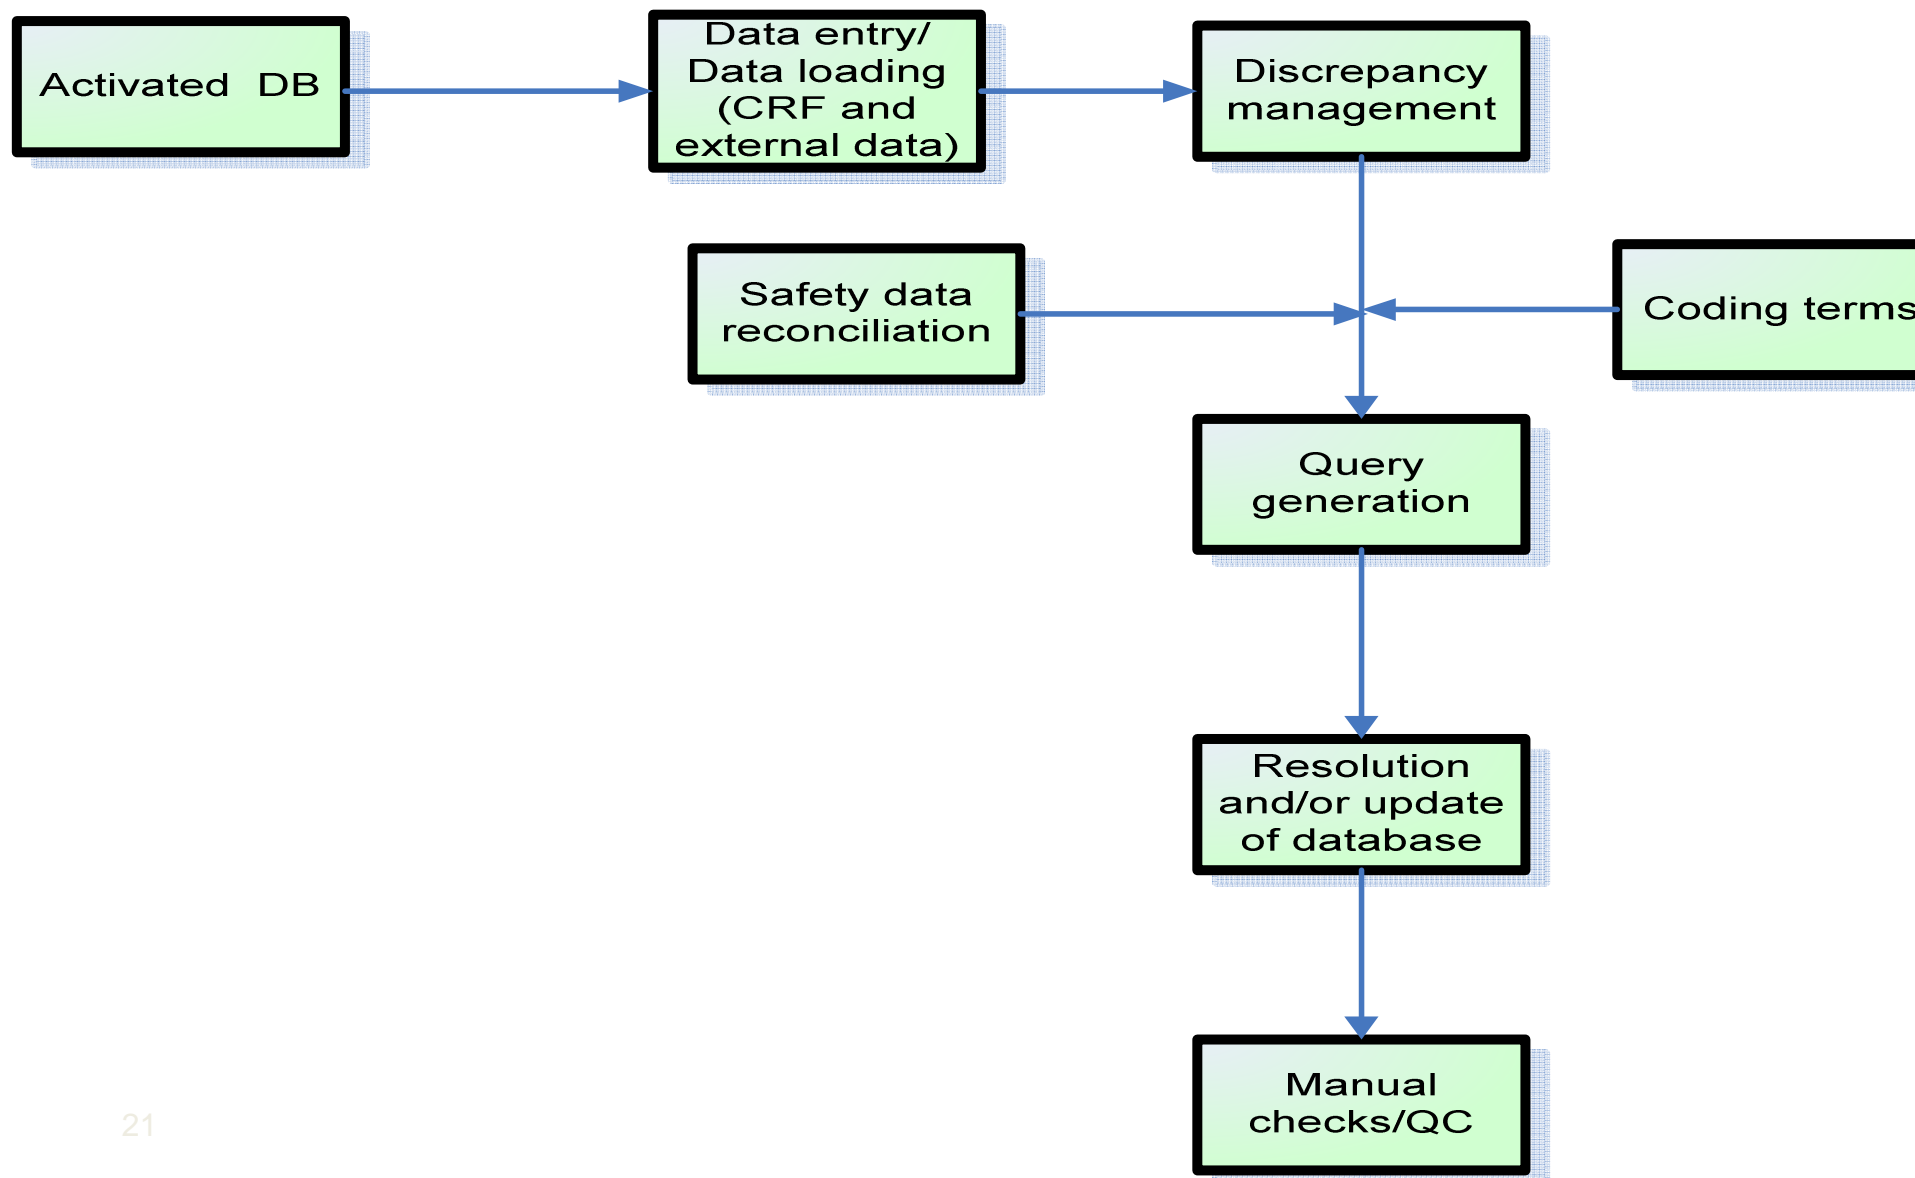 Activated DB
Data entry/
Data loading
(CRF and
external data)
Discrepancy
management
Safety data
reconciliation
Coding terms
Query
generation
Resolution
and/or update
of database
Manual
checks/QC
21